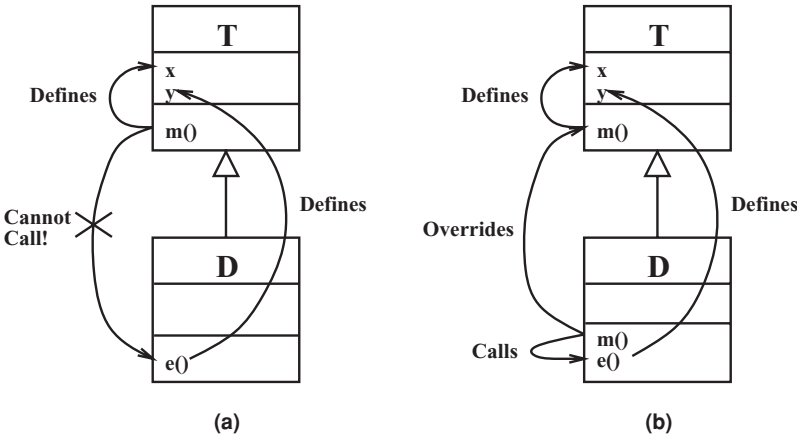 T
x
y
Defines
m()
Cannot
Call!
Defines
D
e()
(a)
T
x
y
Defines
m()
Overrides
Defines
D
m()
Calls
e()
(b)